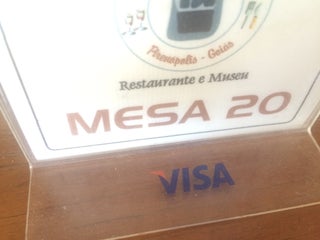 Pirenópolis - Goiás
Restaurante e Museu
MESA 20
VISA